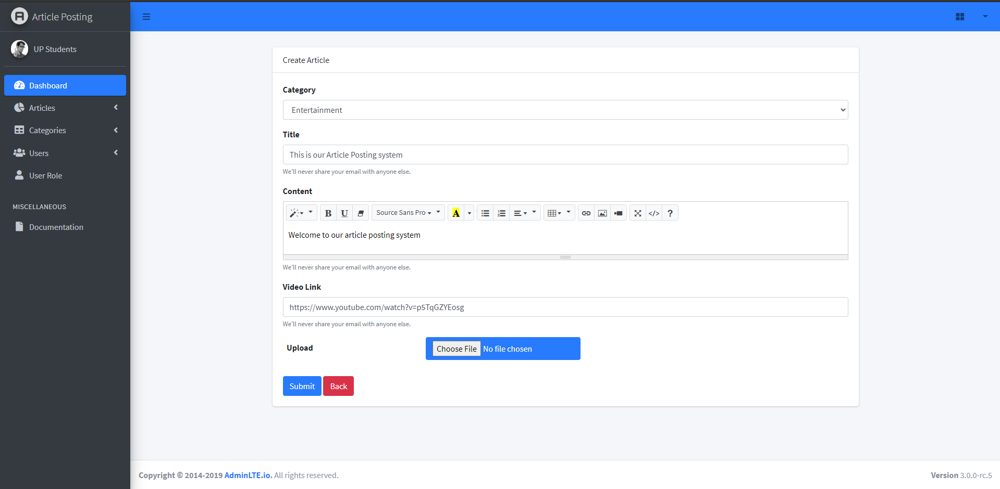 Article Posting
UP Students
Dashboard
Articles
Categories
Users
User Role
MISCELLANEOUS
Documentation
Create Article
Category
Entertainment
Title
This is our Article Posting system
We'll never share your email with anyone else.
Content
B U Source Sans Pro A </> ?
Welcome to our article posting system
We'll never share your email with anyone else.
Video Link
https://www.youtube.com/watch?v=p5TqGZYEosg
We'll never share your email with anyone else.
Upload Choose File No file chosen
Submit Back
Copyright © 2014-2019 AdminLTE.io. All rights reserved. Version 3.0.0-rc.5